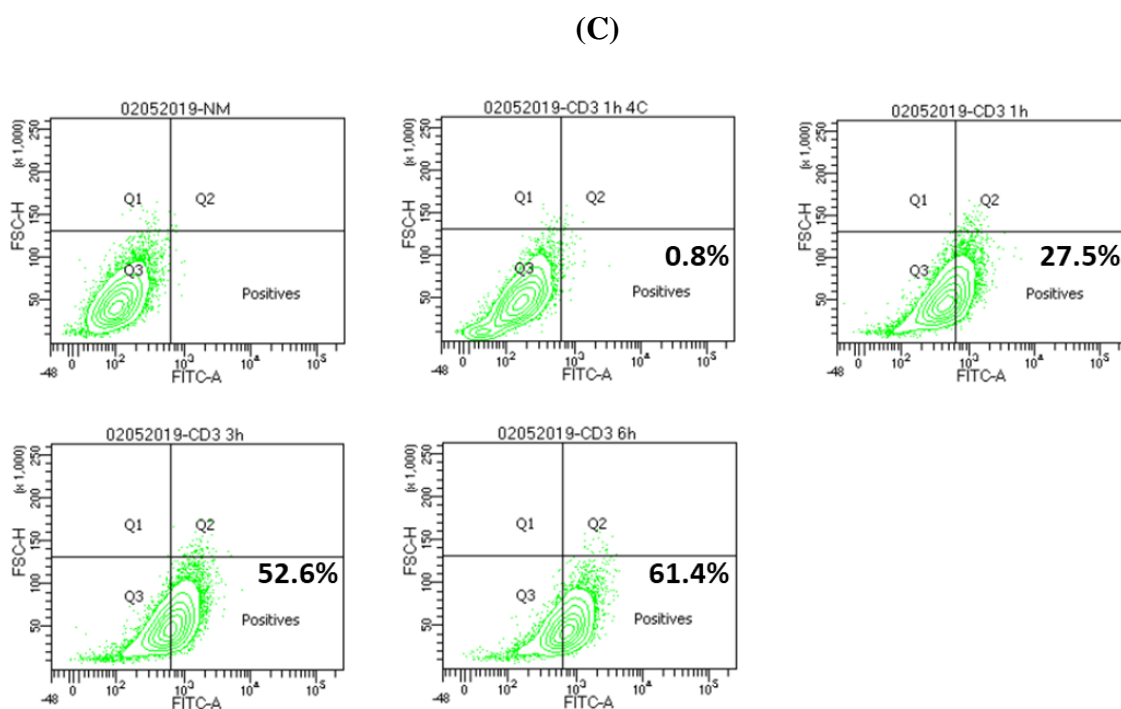 (C)
02052019-NM
(x 1,000)
250
200
150
100
50
FSC-H
Q1
Q2
Q3
Positives
-48
0
10²
10³
10⁴
10⁵
FITC-A
02052019-CD3 1h 4C
(x 1,000)
250
200
150
100
50
FSC-H
Q1
Q2
0.8%
Q3
Positives
-48
0
10²
10³
10⁴
10⁵
FITC-A
02052019-CD3 1h
(x 1,000)
250
200
150
100
50
FSC-H
Q1
Q2
27.5%
Q3
Positives
-48
0
10²
10³
10⁴
10⁵
FITC-A
02052019-CD3 3h
(x 1,000)
250
200
150
100
50
FSC-H
Q1
Q2
52.6%
Q3
Positives
-48
0
10²
10³
10⁴
10⁵
FITC-A
02052019-CD3 6h
(x 1,000)
250
200
150
100
50
FSC-H
Q1
Q2
61.4%
Q3
Positives
-48
0
10²
10³
10⁴
10⁵
FITC-A